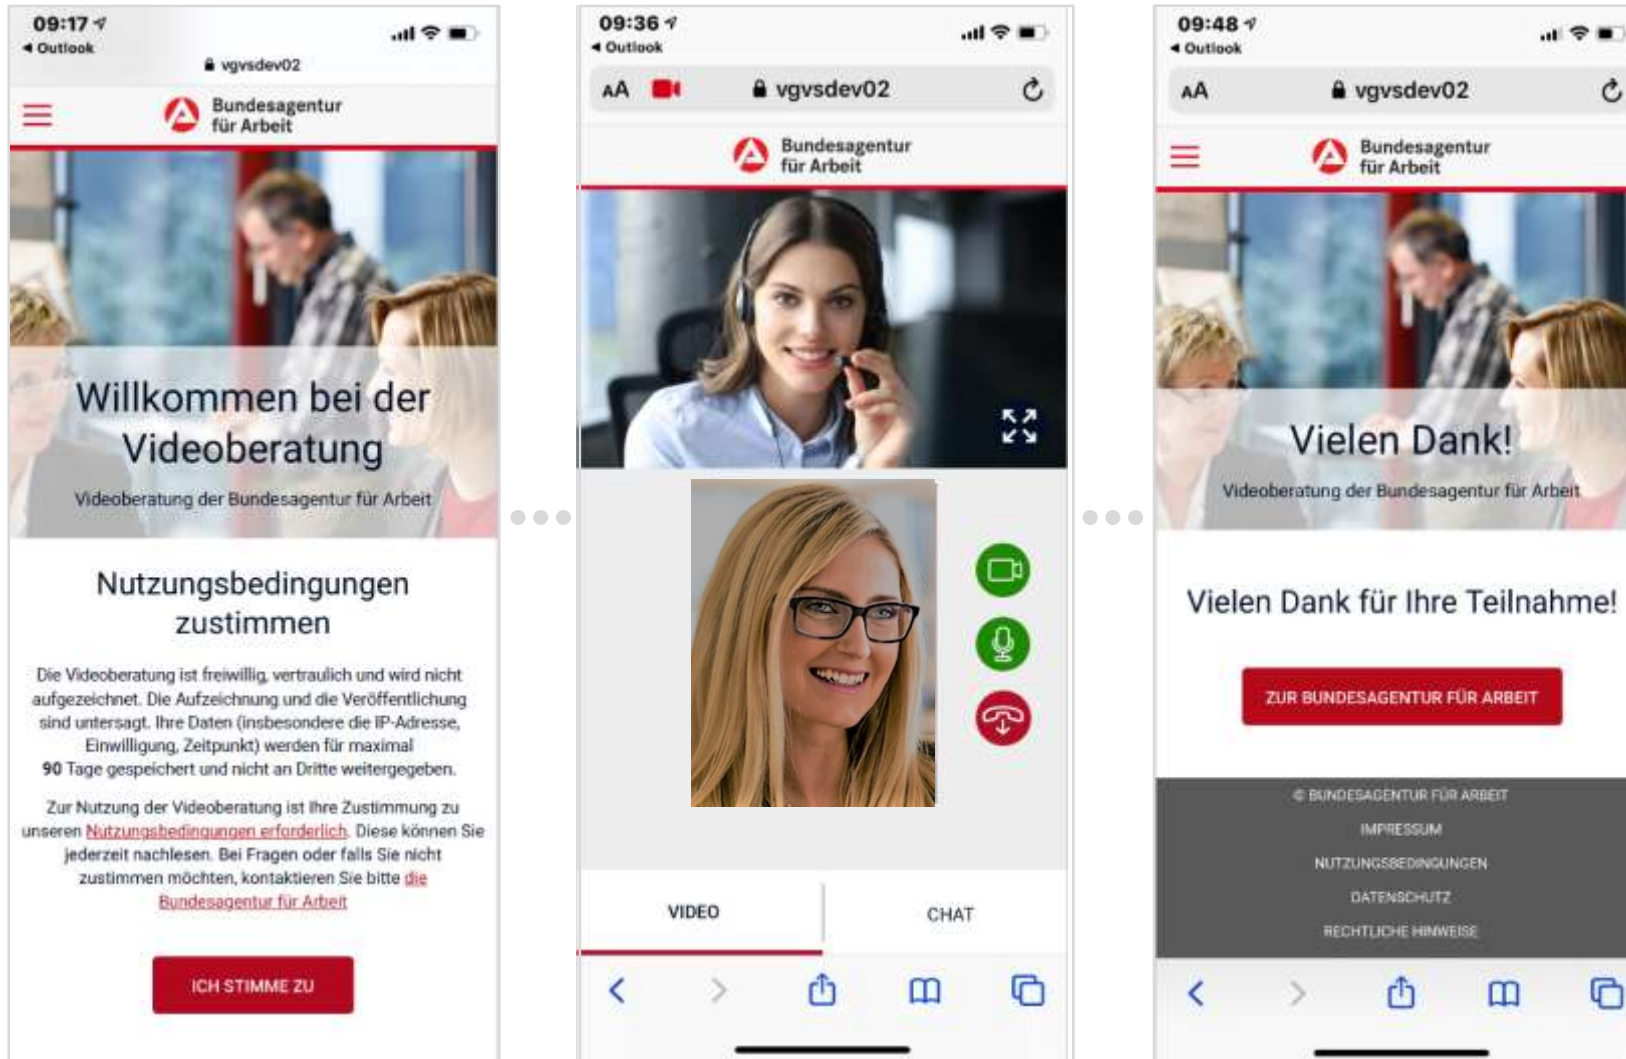 09:17
◀ Outlook
vgvsdev02
Bundesagentur
für Arbeit
Willkommen bei der
Videoberatung
Videoberatung der Bundesagentur für Arbeit
Nutzungsbedingungen
zustimmen
Die Videoberatung ist freiwillig, vertraulich und wird nicht
aufgezeichnet. Die Aufzeichnung und die Veröffentlichung
sind untersagt. Ihre Daten (insbesondere die IP-Adresse,
Einwilligung, Zeitpunkt) werden für maximal
90 Tage gespeichert und nicht an Dritte weitergegeben.
Zur Nutzung der Videoberatung ist Ihre Zustimmung zu
unseren Nutzungsbedingungen erforderlich. Diese können Sie
jederzeit nachlesen. Bei Fragen oder falls Sie nicht
zustimmen möchten, kontaktieren Sie bitte die
Bundesagentur für Arbeit
ICH STIMME ZU
09:36
◀ Outlook
AA
vgvsdev02
Bundesagentur
für Arbeit
VIDEO
CHAT
09:48
◀ Outlook
AA
vgvsdev02
Bundesagentur
für Arbeit
Vielen Dank!
Videoberatung der Bundesagentur für Arbeit
Vielen Dank für Ihre Teilnahme!
ZUR BUNDESAGENTUR FÜR ARBEIT
© BUNDESAGENTUR FÜR ARBEIT
IMPRESSUM
NUTZUNGSBEDINGUNGEN
DATENSCHUTZ
RECHTLICHE HINWEISE